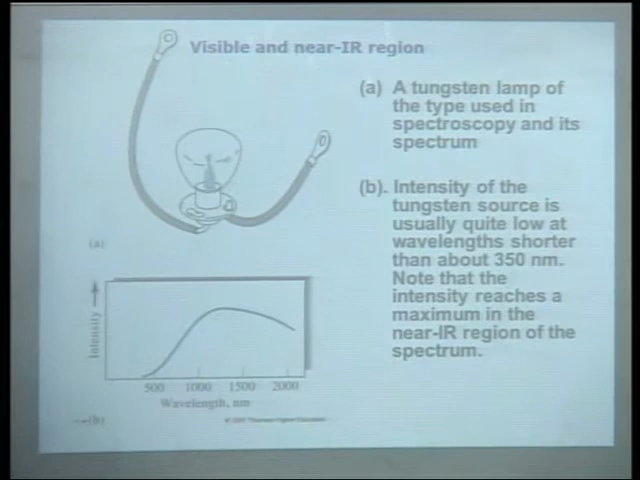 Visible and near-IR region
(a) A tungsten lamp of
the type used in
spectroscopy and its
spectrum
(b). Intensity of the
tungsten source is
usually quite low at
wavelengths shorter
than about 350 nm.
Note that the
intensity reaches a
maximum in the
near-IR region of the
spectrum.
(a)
Intensity
500 1000 1500 2000
Wavelength, nm
(b)